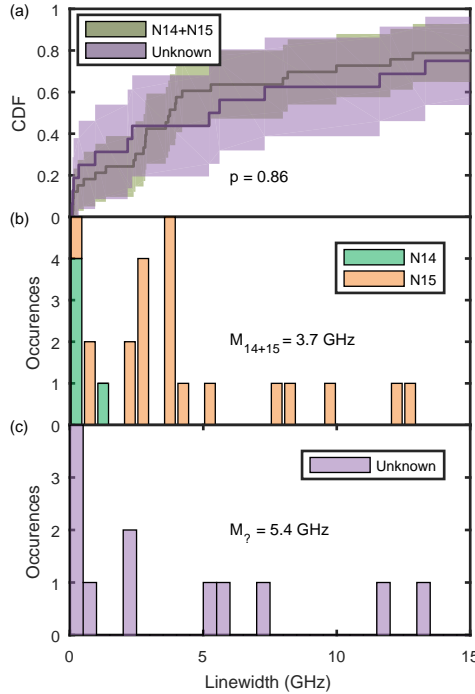 (a)
N14+N15
Unknown
1
0.8
0.6
0.4
0.2
0
CDF
p = 0.86
(b)
N14
N15
4
2
0
Occurences
M14+15 = 3.7 GHz
(c)
Unknown
3
2
1
0
Occurences
M? = 5.4 GHz
0
5
10
15
Linewidth (GHz)